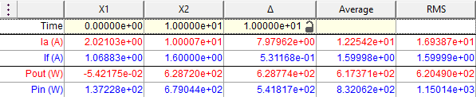 X1 X2 Δ Average RMS
Time 0.00000e+00 1.00000e+01 1.00000e+01
Ia (A) 2.02103e+00 1.00007e+01 7.97962e+00 1.22542e+01 1.69387e+01
If (A) 1.06883e+00 1.60000e+00 5.31168e-01 1.59998e+00 1.59999e+00
Pout (W) -5.42175e-02 6.28720e+02 6.28774e+02 6.17371e+02 6.20490e+02
Pin (W) 1.37228e+02 6.79044e+02 5.41817e+02 8.32060e+02 1.15014e+03